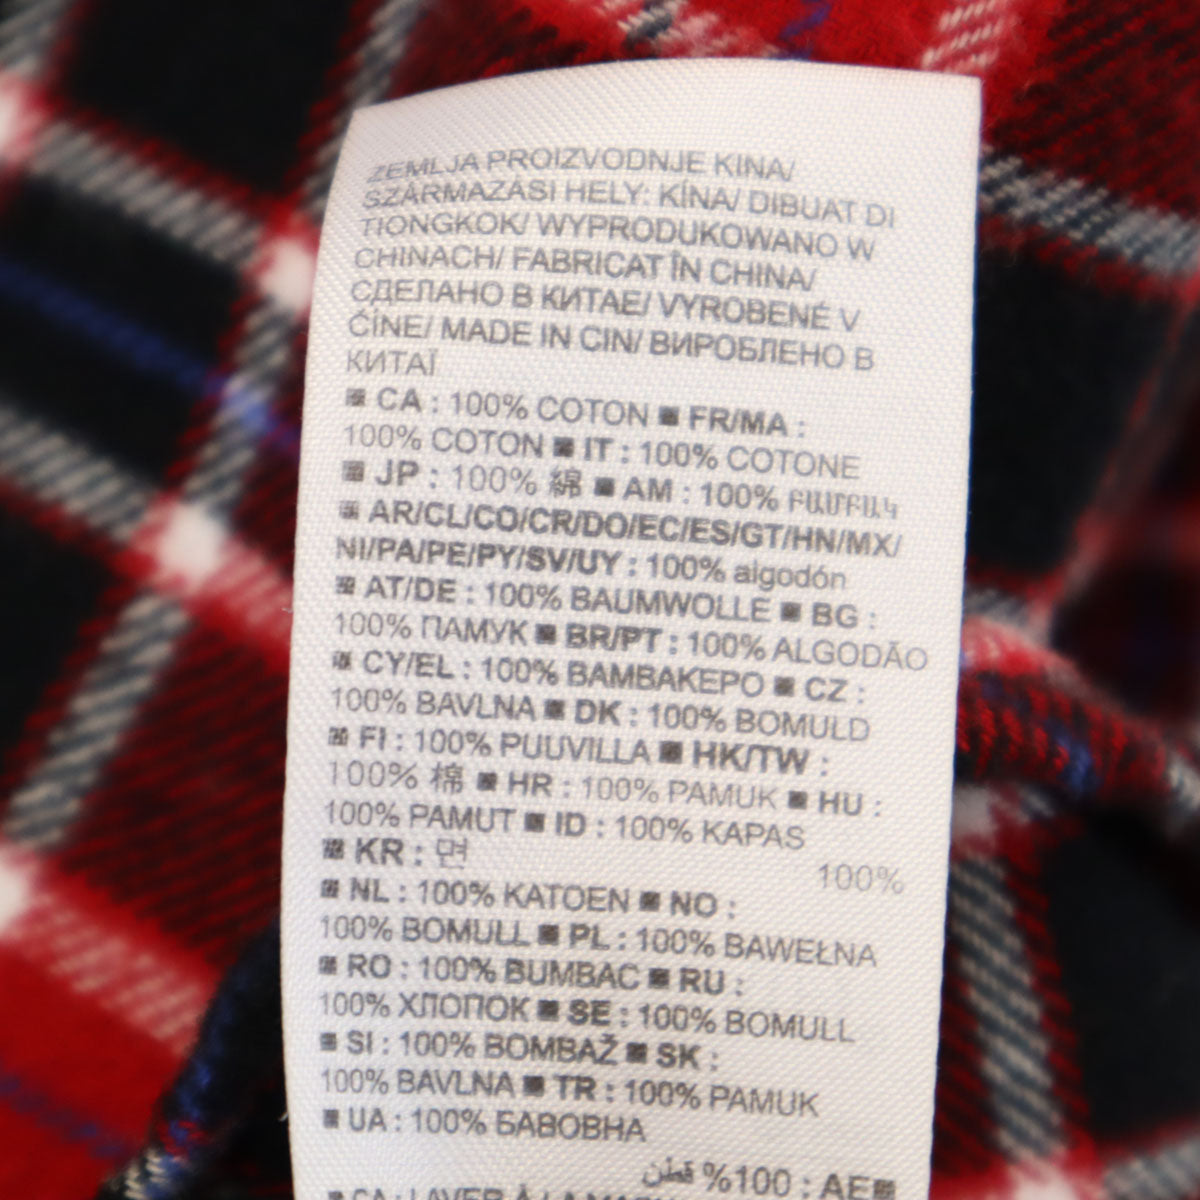 ZEMLJA PROIZVODNJE KINA/
SZÁRMAZÁSI HELY: KÍNA/ DIBUAT DI
TIONGKOK/ WYPRODUKOWANO W
CHINACH/ FABRICAT ÎN CHINA/
СДЕЛАНО В КИТАЕ/ VYROBENÉ V
ČÍNE/ MADE IN CIN/ ВИРОБЛЕНО В
КИТАЇ
■ CA : 100% COTON ■ FR/MA :
100% COTON ■ IT : 100% COTONE
■ JP : 100% 綿 ■ AM : 100% ԲԱՄԲԱԿ
■ AR/CL/CO/CR/DO/EC/ES/GT/HN/MX/
NI/PA/PE/PY/SV/UY : 100% algodón
■ AT/DE : 100% BAUMWOLLE ■ BG :
100% ПАМУК ■ BR/PT : 100% ALGODÃO
■ CY/EL : 100% ΒΑΜΒΑΚΕΡΟ ■ CZ :
100% BAVLNA ■ DK : 100% BOMULD
■ FI : 100% PUUVILLA ■ HK/TW :
100% 棉 ■ HR : 100% PAMUK ■ HU :
100% PAMUT ■ ID : 100% KAPAS
■ KR : 면 100%
■ NL : 100% KATOEN ■ NO :
100% BOMULL ■ PL : 100% BAWEŁNA
■ RO : 100% BUMBAC ■ RU :
100% ХЛОПОК ■ SE : 100% BOMULL
■ SI : 100% BOMBAŽ ■ SK :
100% BAVLNA ■ TR : 100% PAMUK
■ UA : 100% БАВОВНА
■ AE : 100% قطن
■ CA : LAVER À LA